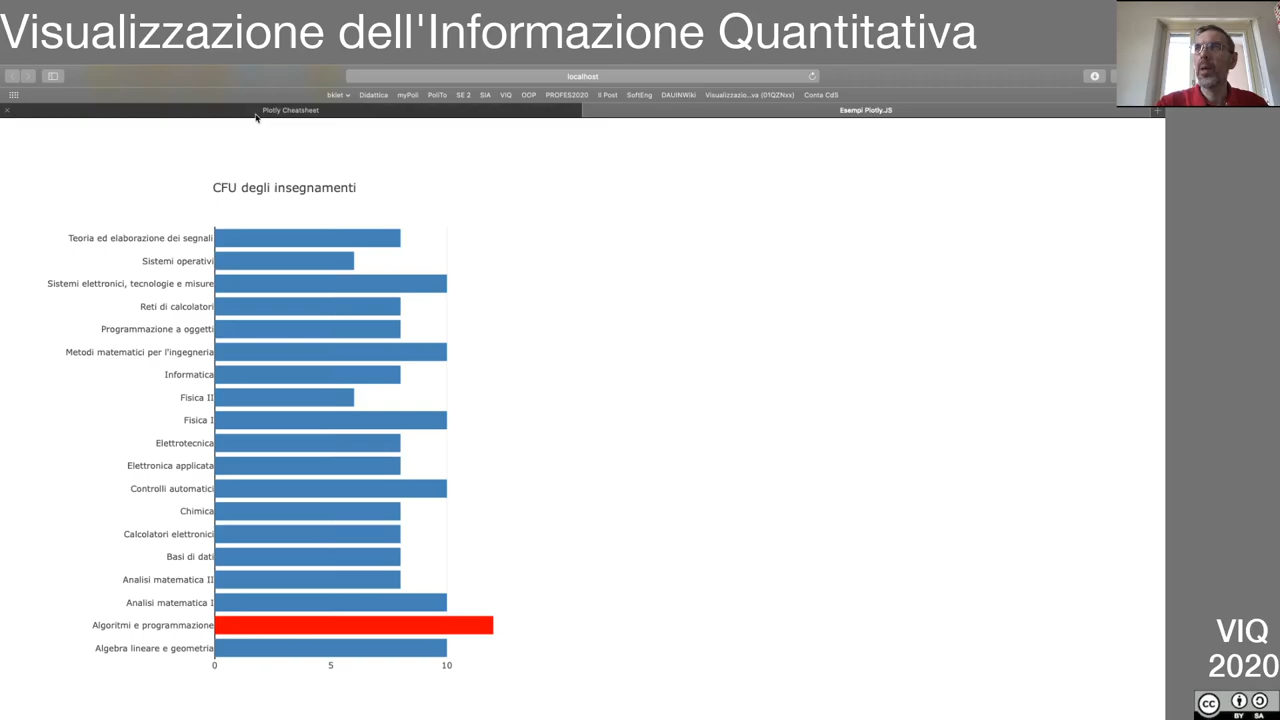 Visualizzazione dell'Informazione Quantitativa
localhost
bklet Didattica myPoli PoliTo SE 2 SIA VIQ OOP PROFES2020 Il Post SoftEng DAUINWiki Visualizzazio...va (01QZNxx) Conta CdS
Plotly Cheatsheet
Esempi Plotly.JS
CFU degli insegnamenti
Teoria ed elaborazione dei segnali
Sistemi operativi
Sistemi elettronici, tecnologie e misure
Reti di calcolatori
Programmazione a oggetti
Metodi matematici per l'ingegneria
Informatica
Fisica II
Fisica I
Elettrotecnica
Elettronica applicata
Controlli automatici
Chimica
Calcolatori elettronici
Basi di dati
Analisi matematica II
Analisi matematica I
Algoritmi e programmazione
Algebra lineare e geometria
0 5 10
VIQ
2020
cc
BY SA